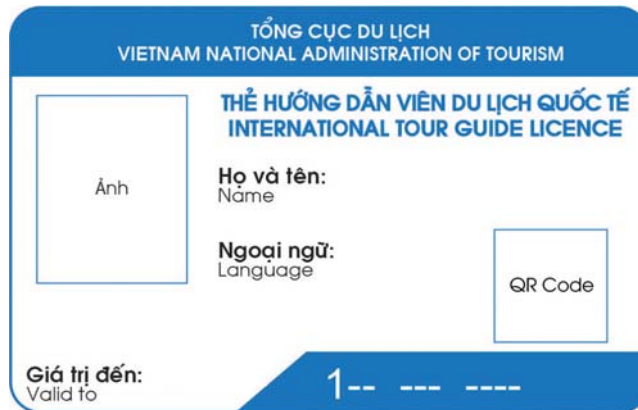 TỔNG CỤC DU LỊCH
VIETNAM NATIONAL ADMINISTRATION OF TOURISM
THẺ HƯỚNG DẪN VIÊN DU LỊCH QUỐC TẾ
INTERNATIONAL TOUR GUIDE LICENCE
Ảnh
Họ và tên:
Name
Ngoại ngữ:
Language
QR Code
Giá trị đến:
Valid to
1-- --- ----